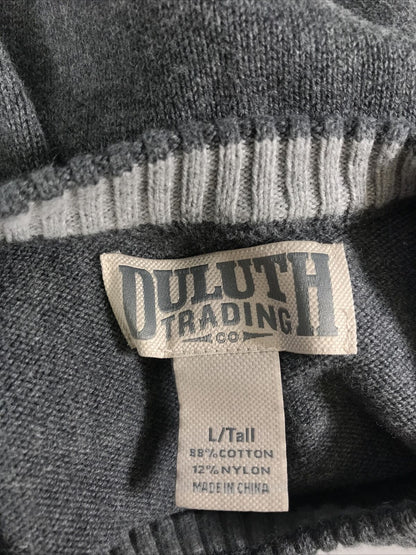 DULUTH
TRADING
CO
L/Tall
88% COTTON
12% NYLON
MADE IN CHINA